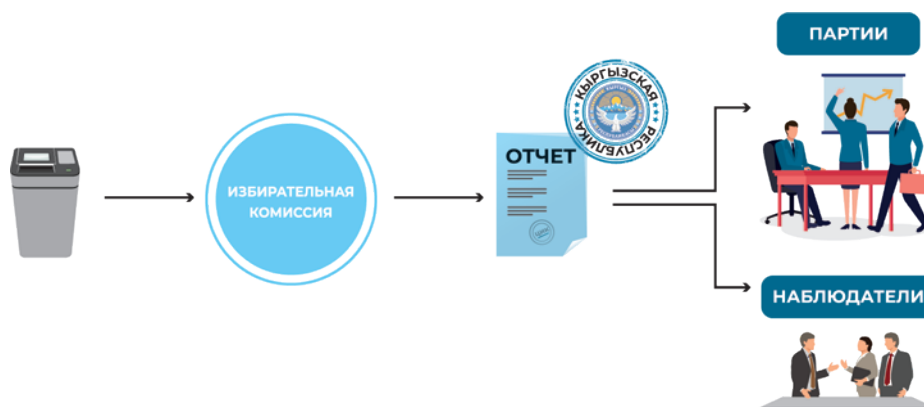 ПАРТИИ
КЫРГЫЗСКАЯ
РЕСПУБЛИКА
ОТЧЕТ
ИЗБИРАТЕЛЬНАЯ
КОМИССИЯ
НАБЛЮДАТЕЛИ